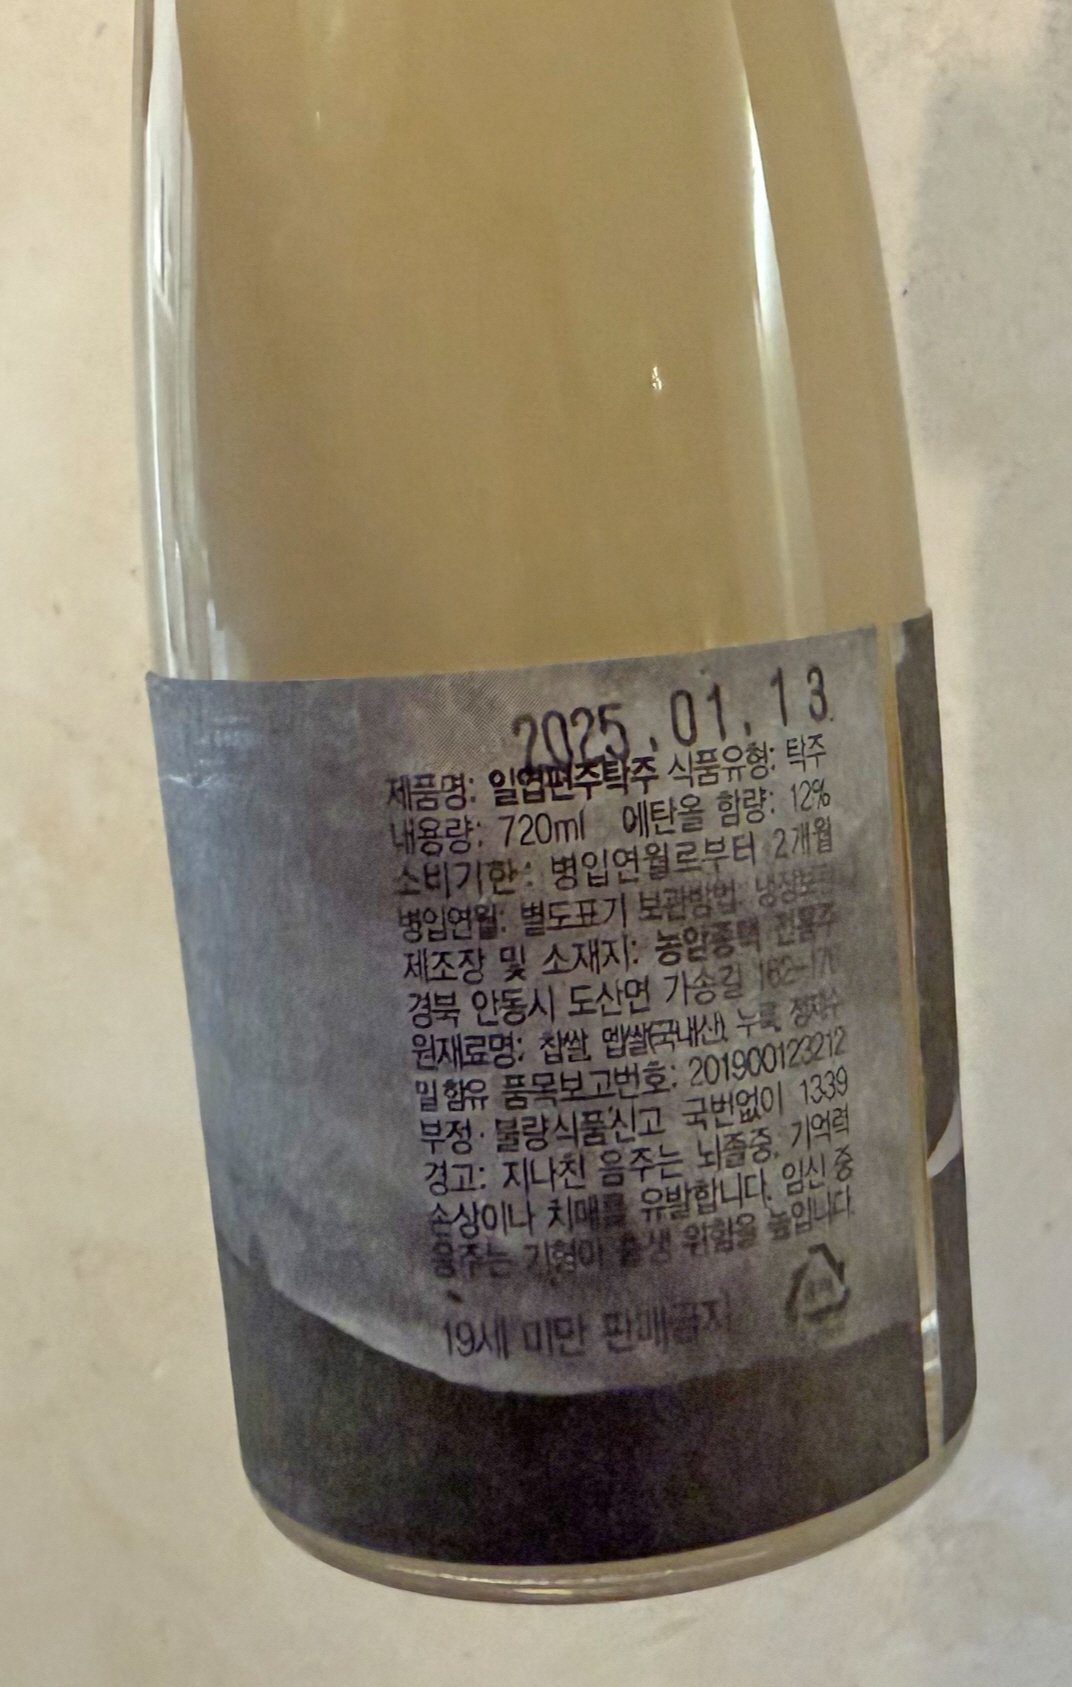 2025.01.13
제품명: 일엽편주탁주 식품유형: 탁주
내용량: 720ml 에탄올 함량: 12%
소비기한: 병입연월로부터 2개월
병입연월: 별도표기 보관방법: 냉장보관
제조장 및 소재지: 농암종택 전통주
경북 안동시 도산면 가송길 162-170
원재료명: 찹쌀, 멥쌀(국내산), 누룩, 정제수
밀 함유 품목보고번호: 201900123212
부정·불량식품신고 국번없이 1339
경고: 지나친 음주는 뇌졸중, 기억력
손상이나 치매를 유발합니다. 임신 중
음주는 기형아 출생 위험을 높입니다.
19세 미만 판매금지